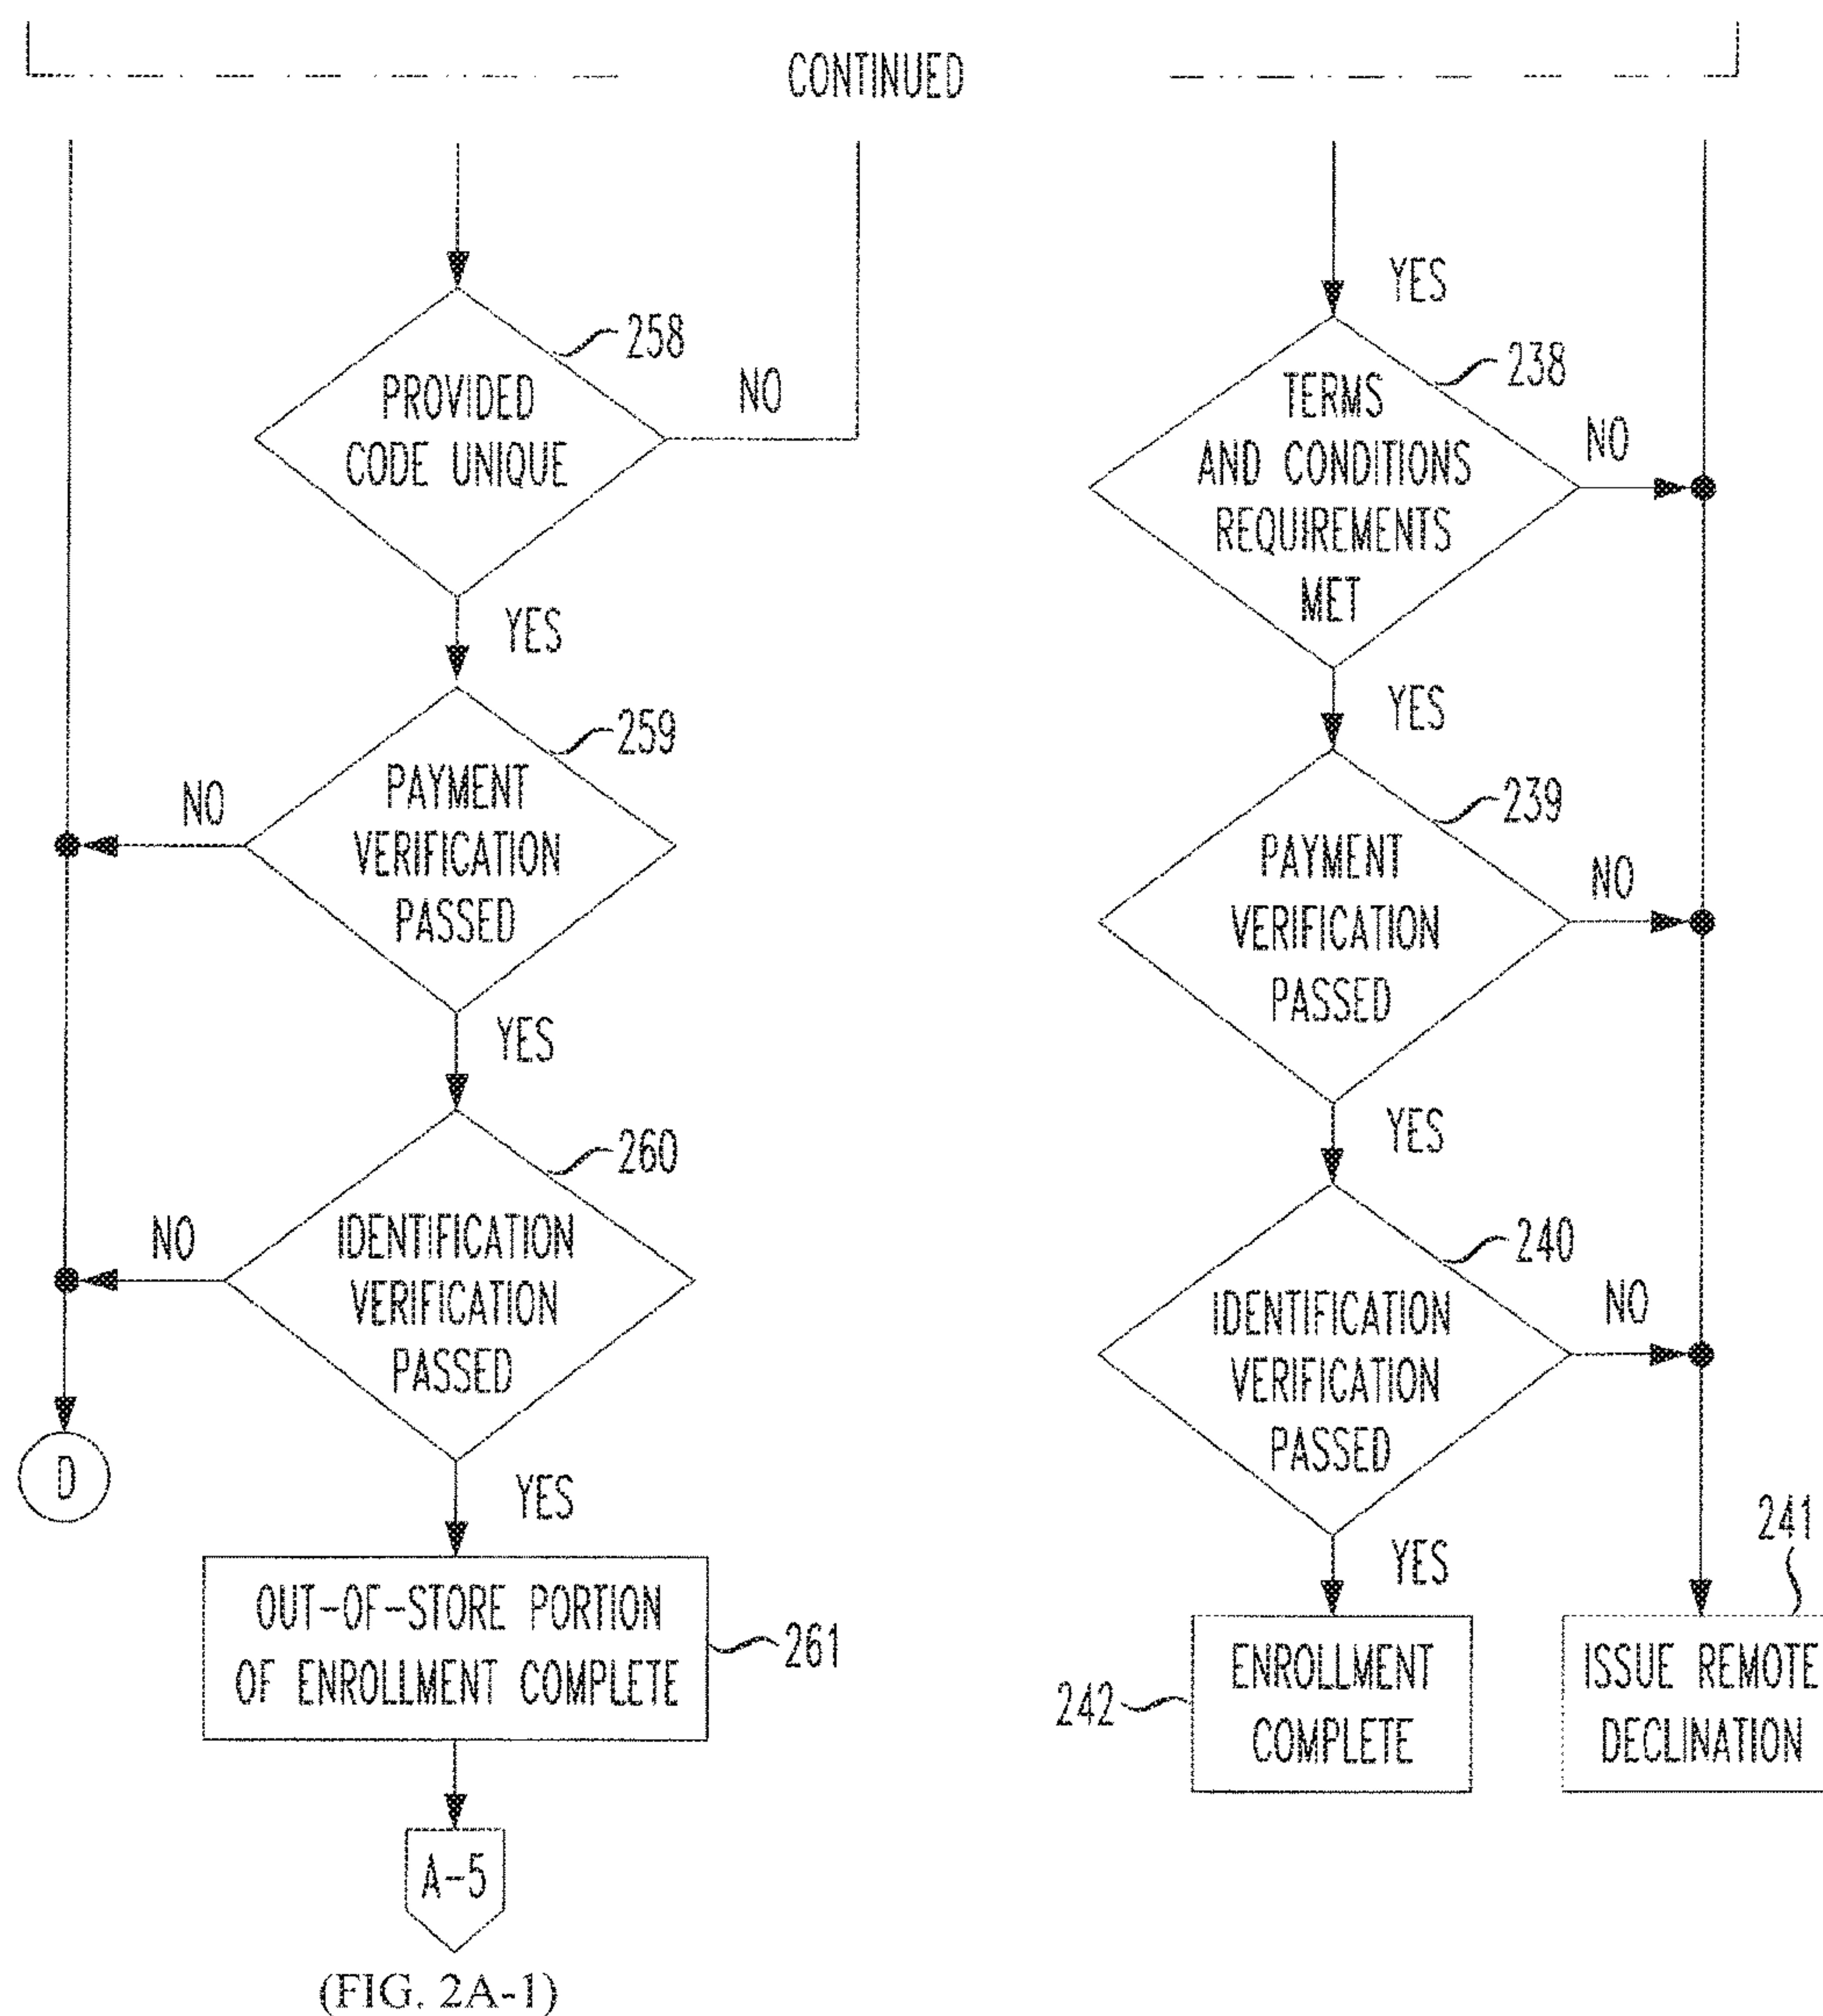 CONTINUED
258
PROVIDED
CODE UNIQUE
NO
YES
259
PAYMENT
VERIFICATION
PASSED
NO
YES
260
IDENTIFICATION
VERIFICATION
PASSED
NO
D
YES
OUT-OF-STORE PORTION
OF ENROLLMENT COMPLETE
261
A-5
(FIG. 2A-1)
YES
238
TERMS
AND CONDITIONS
REQUIREMENTS
MET
NO
YES
239
PAYMENT
VERIFICATION
PASSED
NO
YES
240
IDENTIFICATION
VERIFICATION
PASSED
NO
YES
242
ENROLLMENT
COMPLETE
241
ISSUE REMOTE
DECLINATION